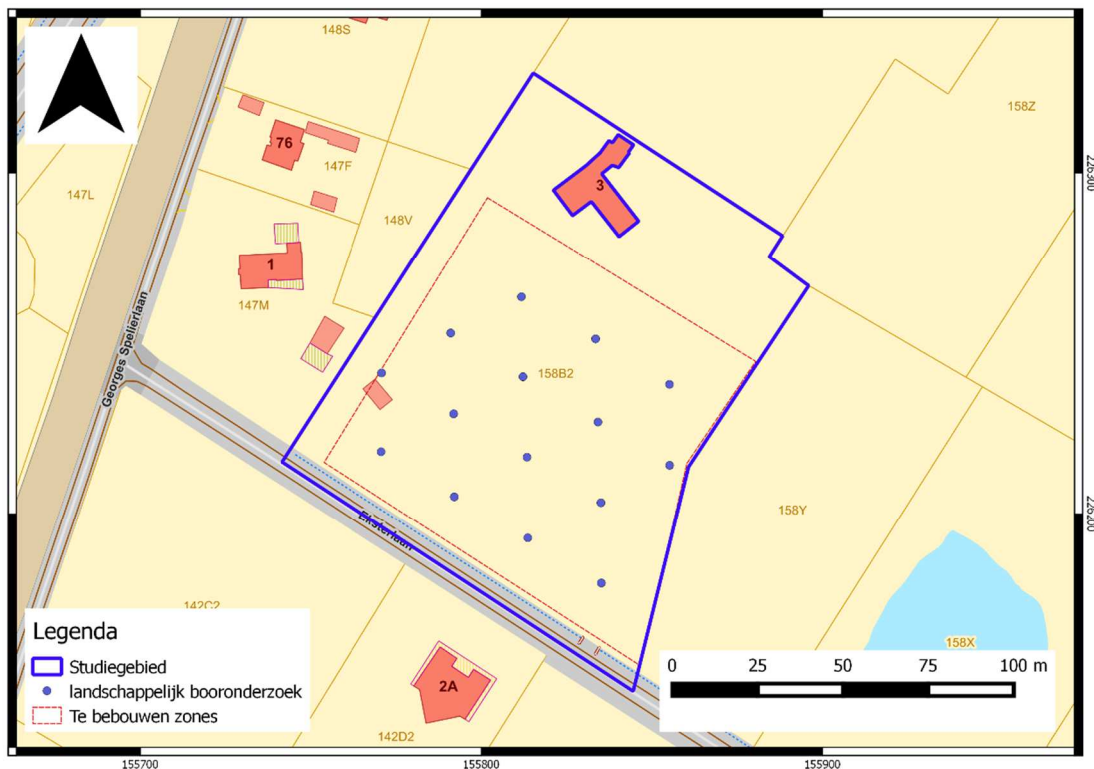 148S
158Z
76
147F
3
147L
148V
1
147M
Georges Spelierlaan
158B2
Eksterlaan
158Y
142C2
158X
2A
142D2
Legenda
Studiegebied
landschappelijk booronderzoek
Te bebouwen zones
0 25 50 75 100 m
155700 155800 155900